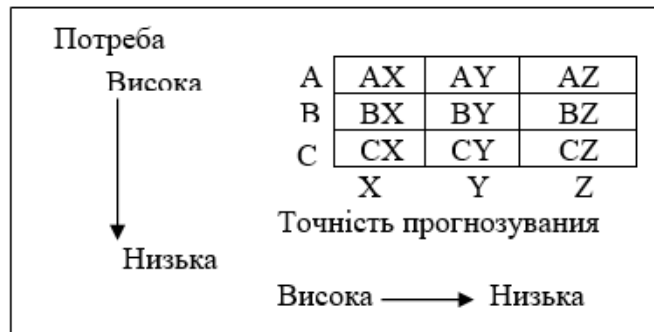 Потреба
Висока
A AX AY AZ
B BX BY BZ
C CX CY CZ
X Y Z
Точність прогнозування
Низька
Висока Низька